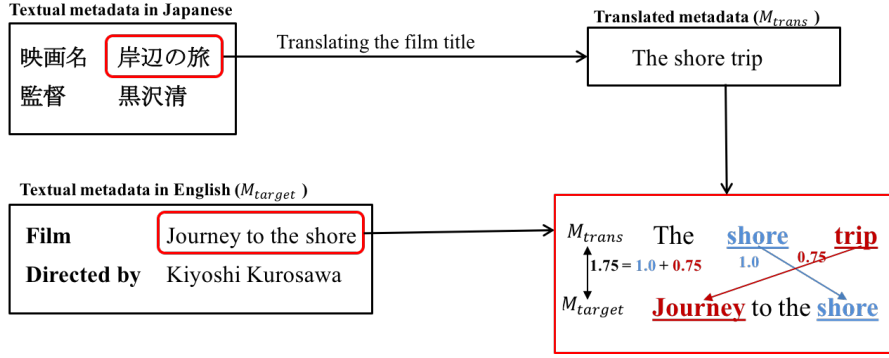 Textual metadata in Japanese
映画名 岸辺の旅
監督 黒沢清
Translating the film title
Translated metadata (M_trans)
The shore trip
Textual metadata in English (M_target)
Film Journey to the shore
Directed by Kiyoshi Kurosawa
M_trans The shore trip
1.75 = 1.0 + 0.75 1.0 0.75
M_target Journey to the shore